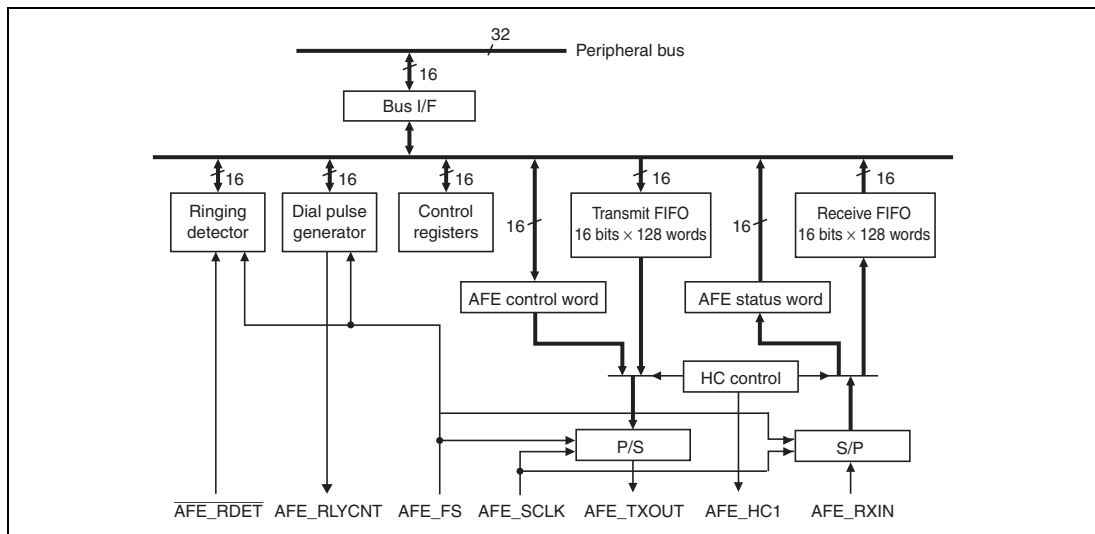 32
Peripheral bus
16
Bus I/F
16
16
16
16
16
Ringing
detector
Dial pulse
generator
Control
registers
16
Transmit FIFO
16 bits × 128 words
16
Receive FIFO
16 bits × 128 words
AFE control word
AFE status word
HC control
P/S
S/P
AFE_RDET
AFE_RLYCNT
AFE_FS
AFE_SCLK
AFE_TXOUT
AFE_HC1
AFE_RXIN